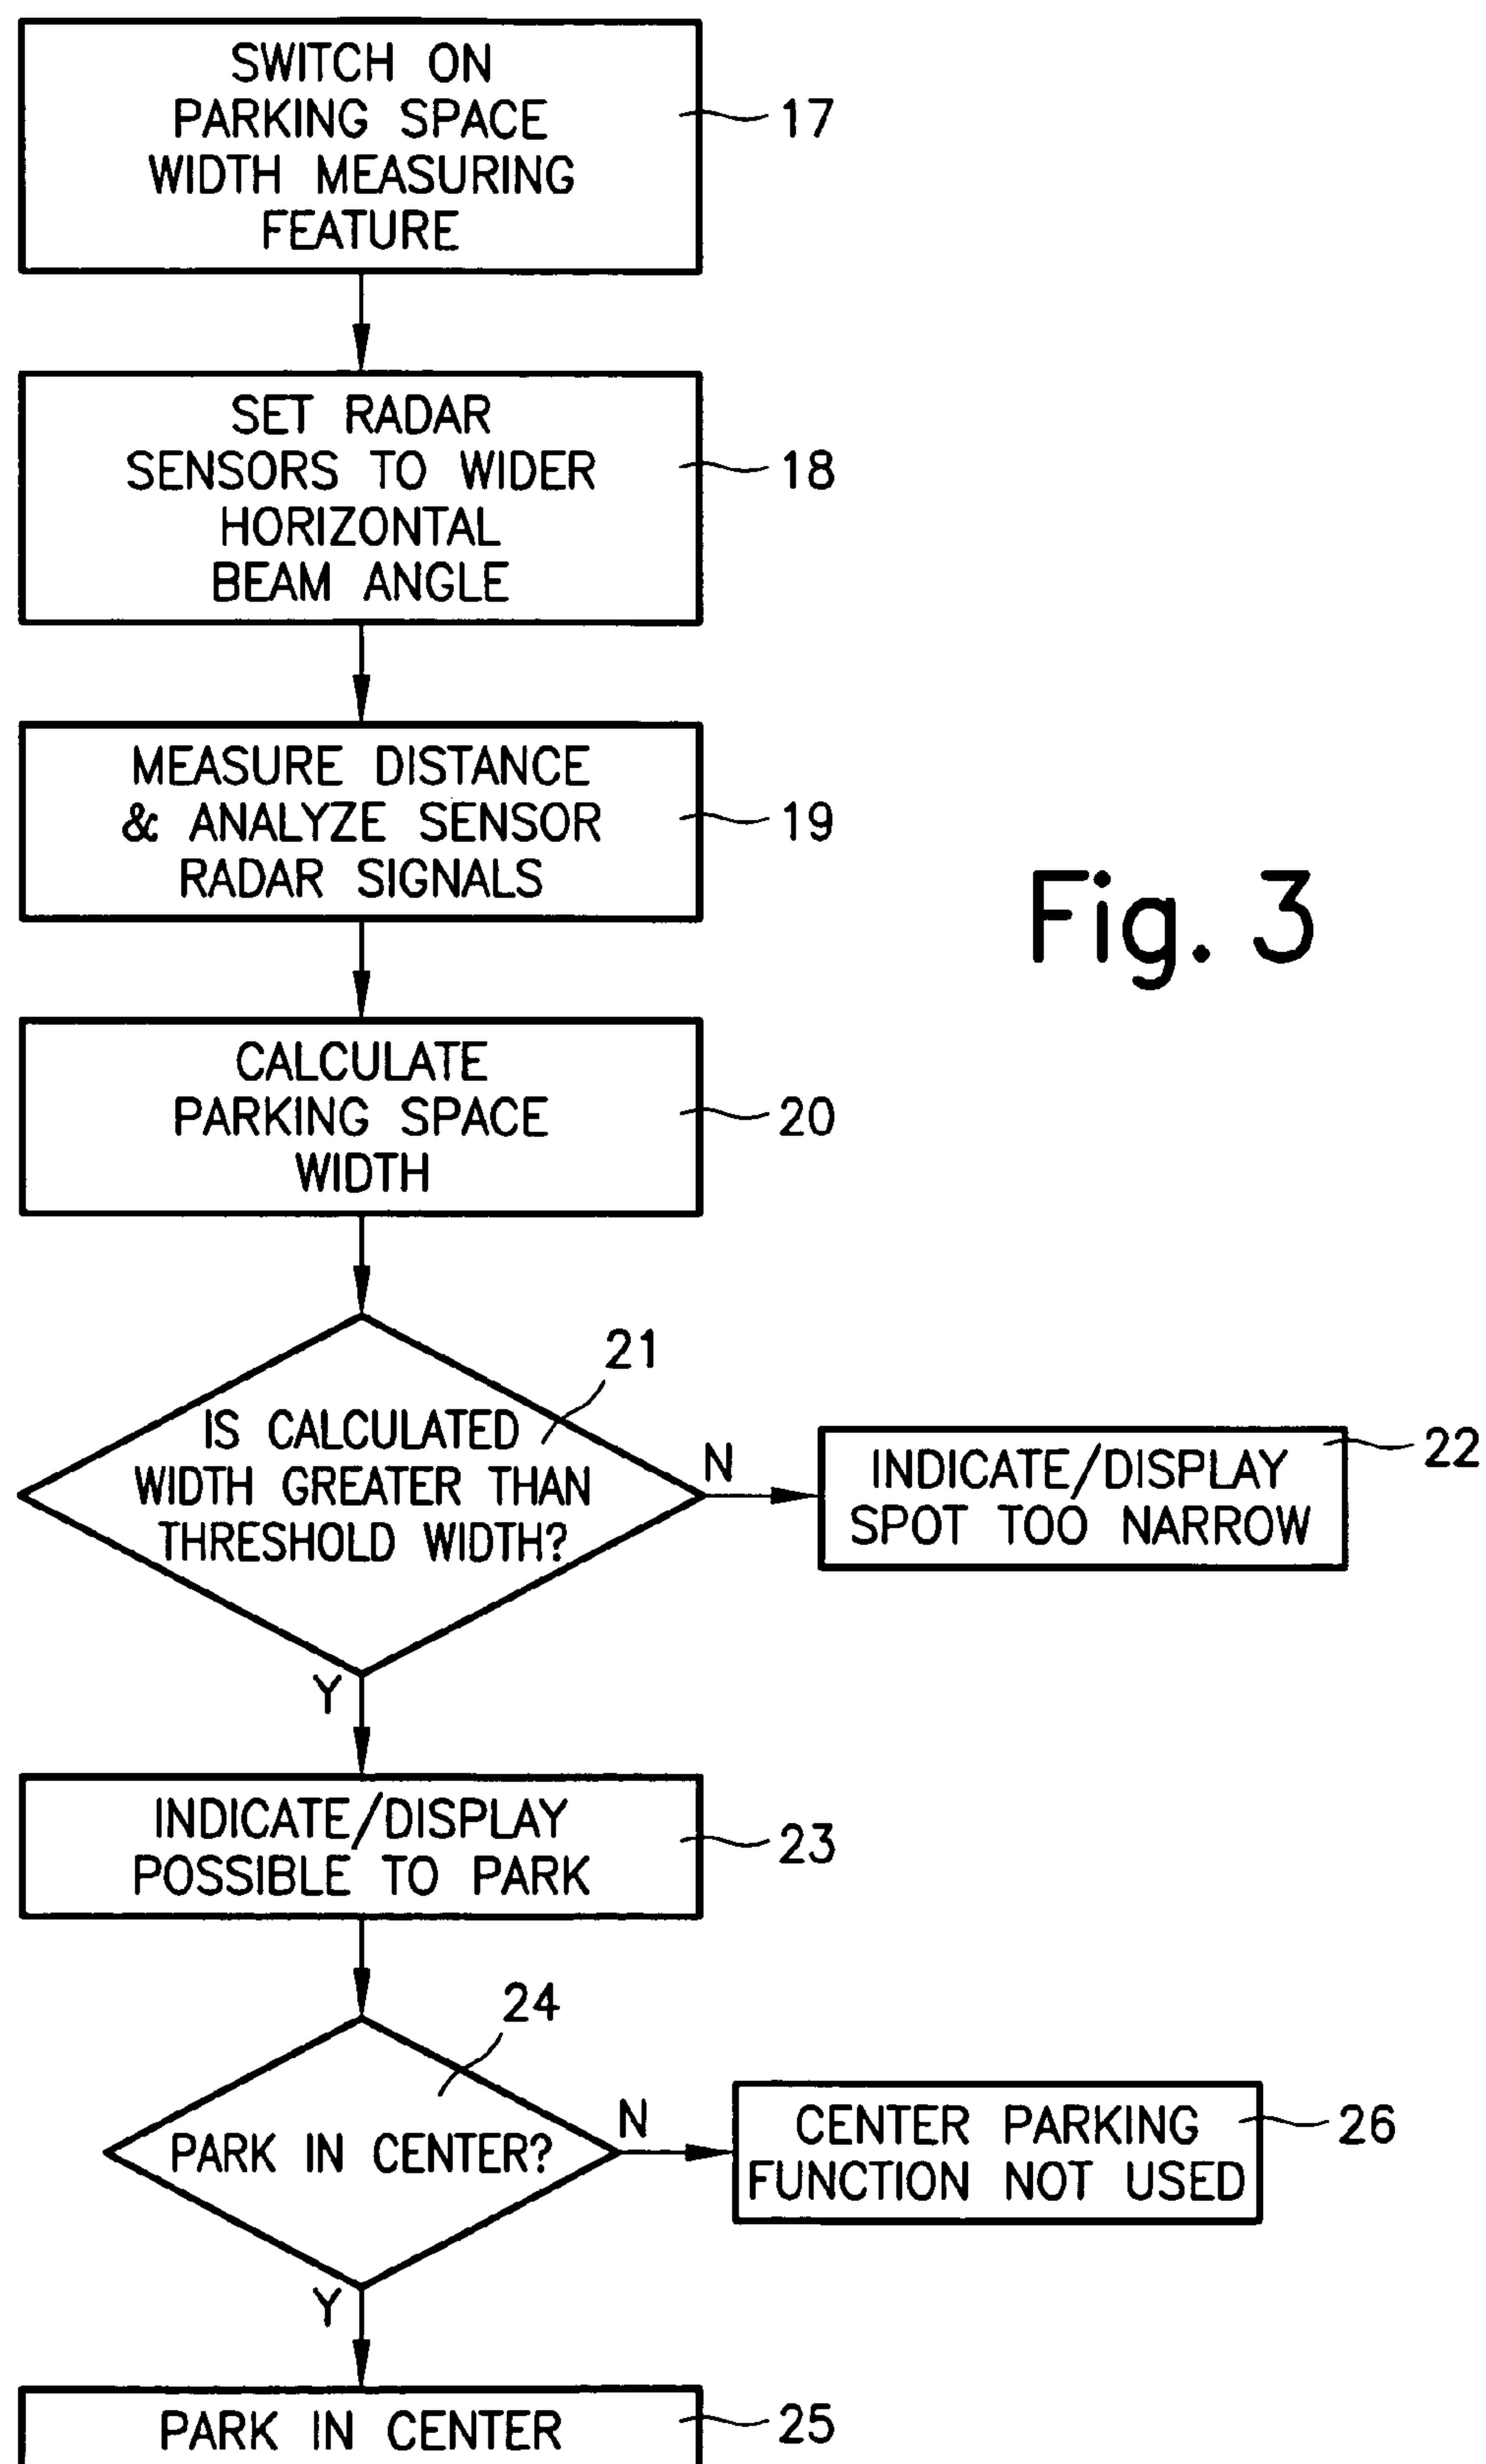 SWITCH ON
PARKING SPACE
WIDTH MEASURING
FEATURE
17
SET RADAR
SENSORS TO WIDER
HORIZONTAL
BEAM ANGLE
18
MEASURE DISTANCE
& ANALYZE SENSOR
RADAR SIGNALS
19
Fig. 3
CALCULATE
PARKING SPACE
WIDTH
20
21
IS CALCULATED
WIDTH GREATER THAN
THRESHOLD WIDTH?
N
INDICATE/DISPLAY
SPOT TOO NARROW
22
Y
INDICATE/DISPLAY
POSSIBLE TO PARK
23
24
PARK IN CENTER?
N
CENTER PARKING
FUNCTION NOT USED
26
Y
PARK IN CENTER
25